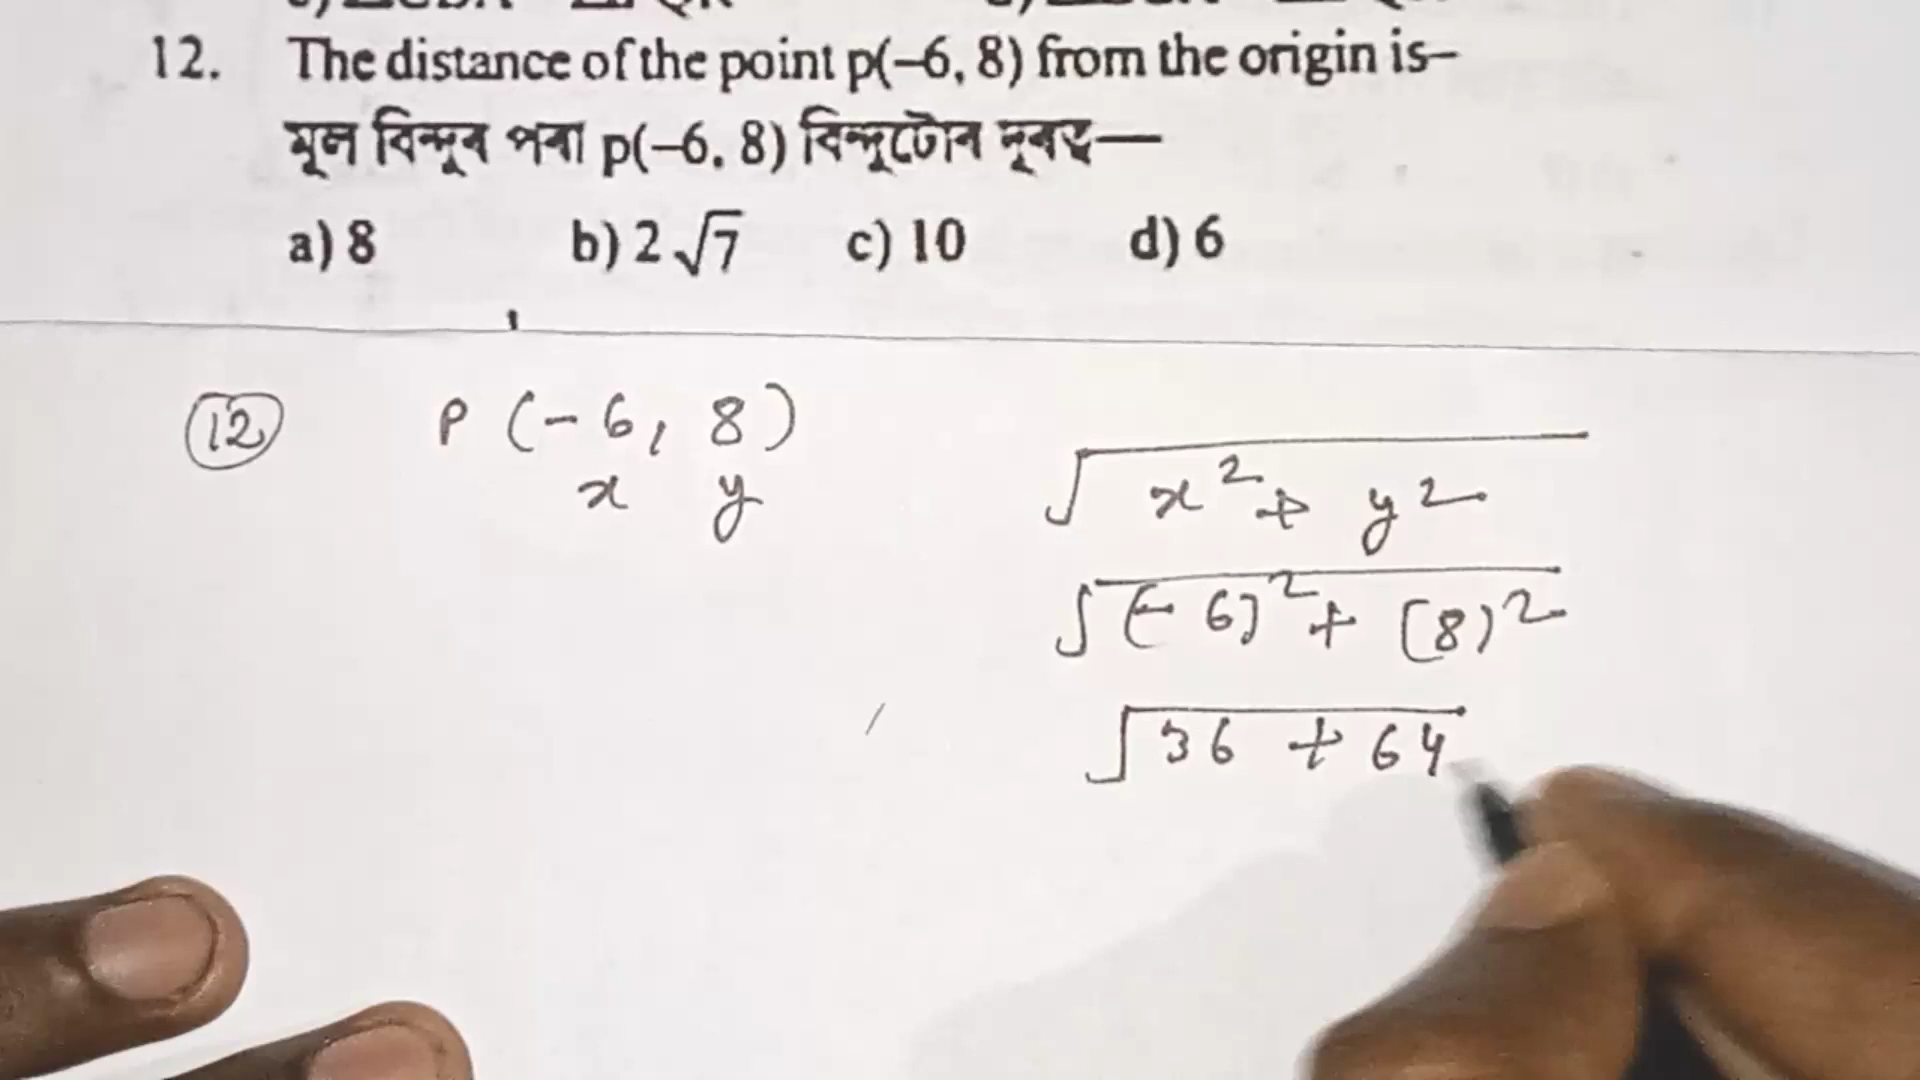 12. The distance of the point p(–6, 8) from the origin is–
মূল বিন্দুৰ পৰা p(–6, 8) বিন্দুটোৰ দূৰত্ব—
a) 8 b) 2√7 c) 10 d) 6
12 P (-6, 8)
x y
√x² + y²
√(-6)² + (8)²
√36 + 64